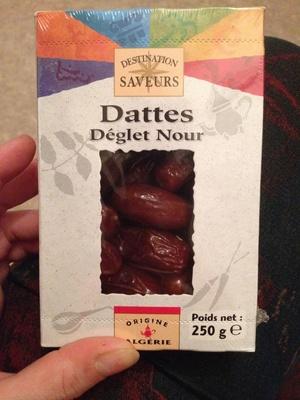 DESTINATION
SAVEURS
Dattes
Déglet Nour
ORIGINE
ALGÉRIE
Poids net :
250 g e